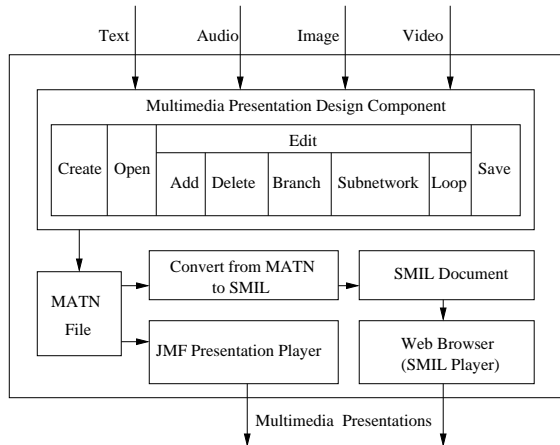 Text Audio Image Video
Multimedia Presentation Design Component
Edit
Create Open Save
Add Delete Branch Subnetwork Loop
Convert from MATN
to SMIL
SMIL Document
MATN
File
JMF Presentation Player
Web Browser
(SMIL Player)
Multimedia Presentations